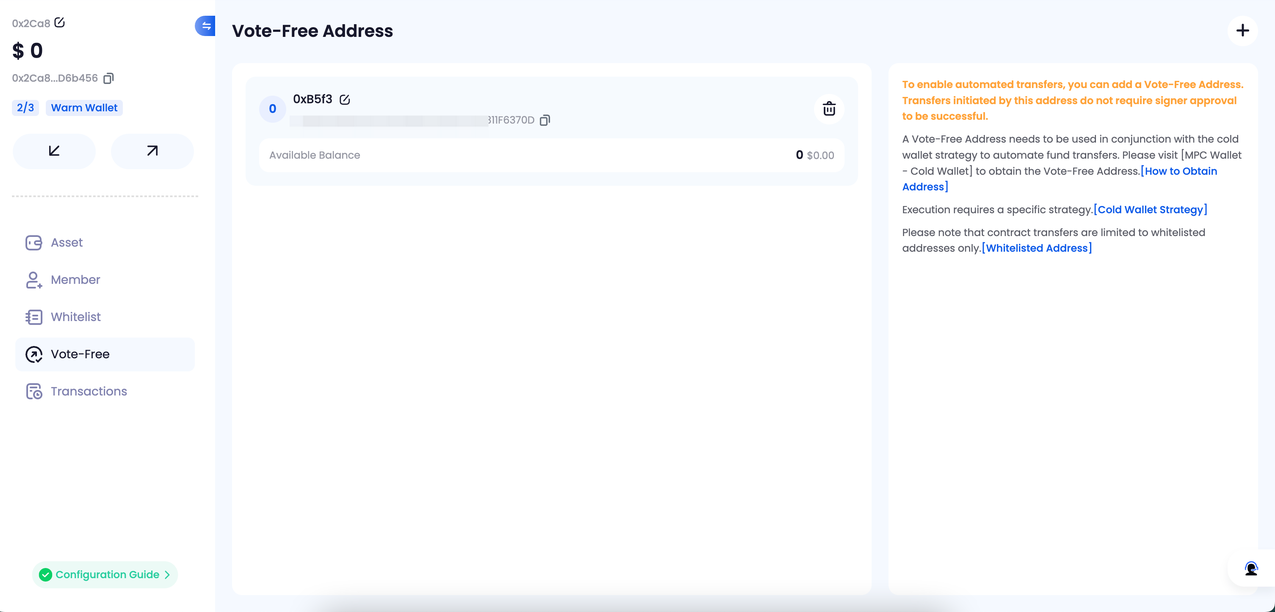 0x2Ca8
$ 0
0x2Ca8...D6b456
2/3 Warm Wallet
Asset
Member
Whitelist
Vote-Free
Transactions
Configuration Guide
Vote-Free Address
0
0xB5f3
311F6370D
Available Balance
0 $0.00
To enable automated transfers, you can add a Vote-Free Address.
Transfers initiated by this address do not require signer approval
to be successful.
A Vote-Free Address needs to be used in conjunction with the cold
wallet strategy to automate fund transfers. Please visit [MPC Wallet
- Cold Wallet] to obtain the Vote-Free Address.[How to Obtain
Address]
Execution requires a specific strategy.[Cold Wallet Strategy]
Please note that contract transfers are limited to whitelisted
addresses only.[Whitelisted Address]